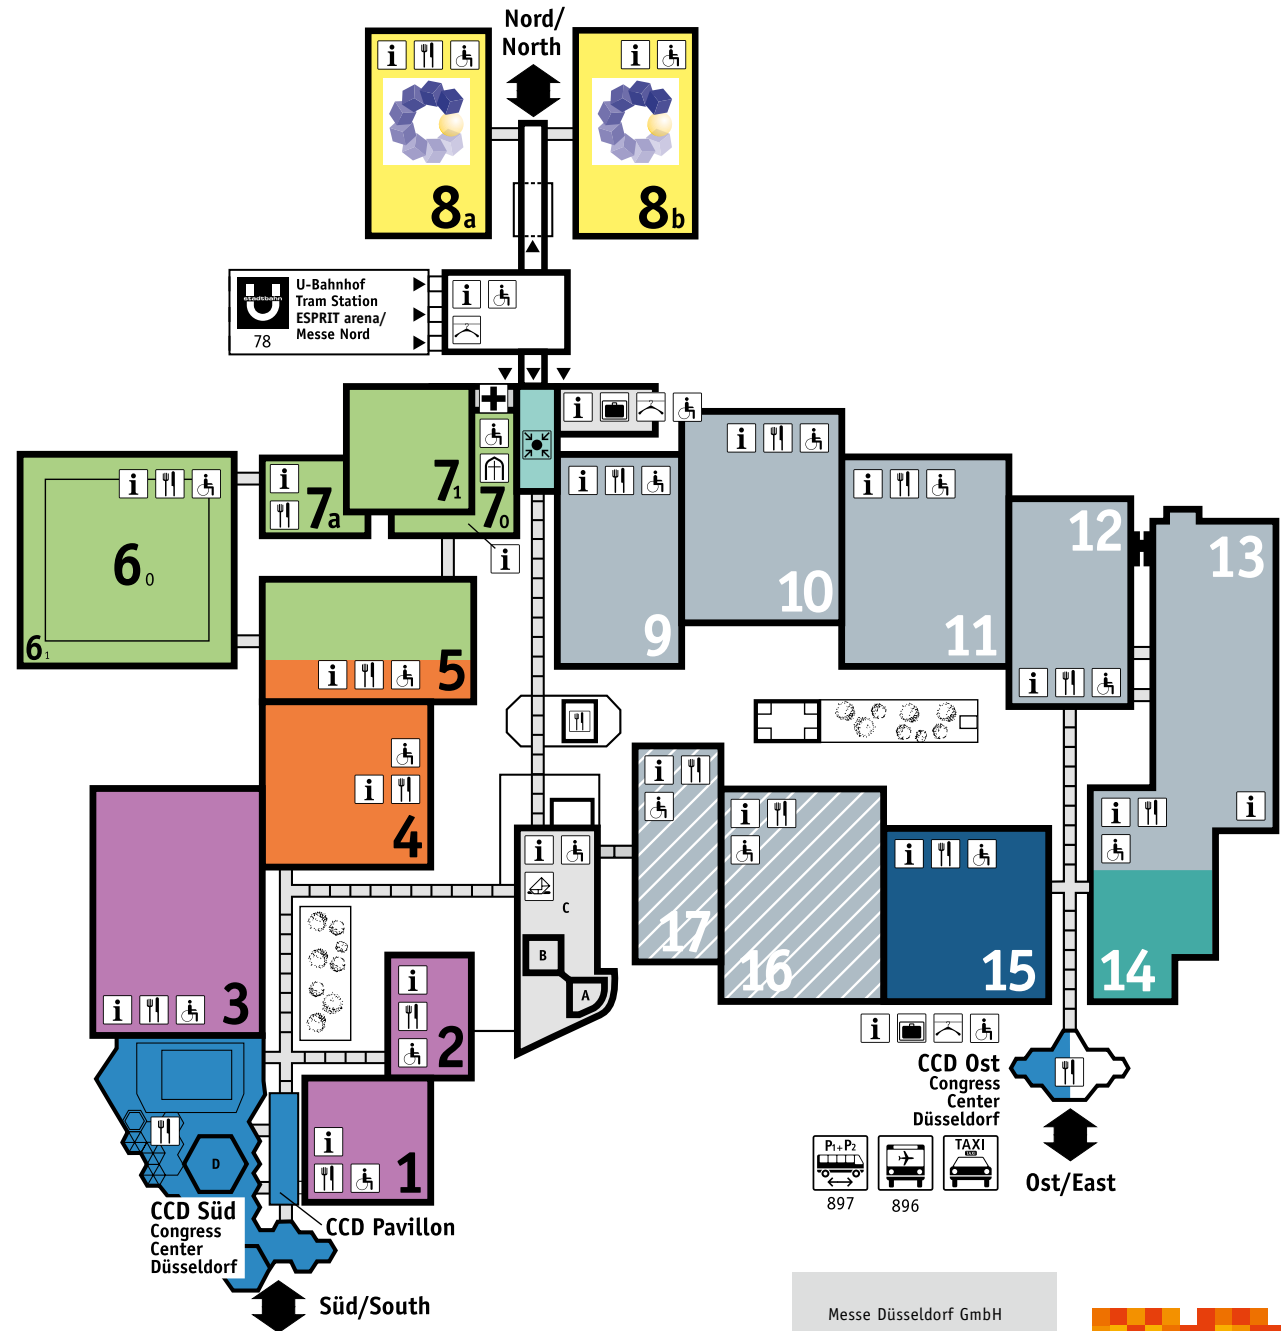 Nord/
North
i
i
8a
8b
U-Bahnhof
Tram Station
ESPRIT arena/
Messe Nord
U
stadtbahn
78
i
i
i
i
i
i
i
i
7a
71
70
i
60
61
9
10
11
12
13
i
5
i
i
4
i
i
i
i
i
3
i
2
i
C
B
A
17
16
i
15
14
i
1
i
CCD Ost
Congress
Center
Düsseldorf
D
P1+P2
TAXI
TAXI
897
896
Ost/East
CCD Süd
Congress
Center
Düsseldorf
CCD Pavillon
Süd/South
Messe Düsseldorf GmbH